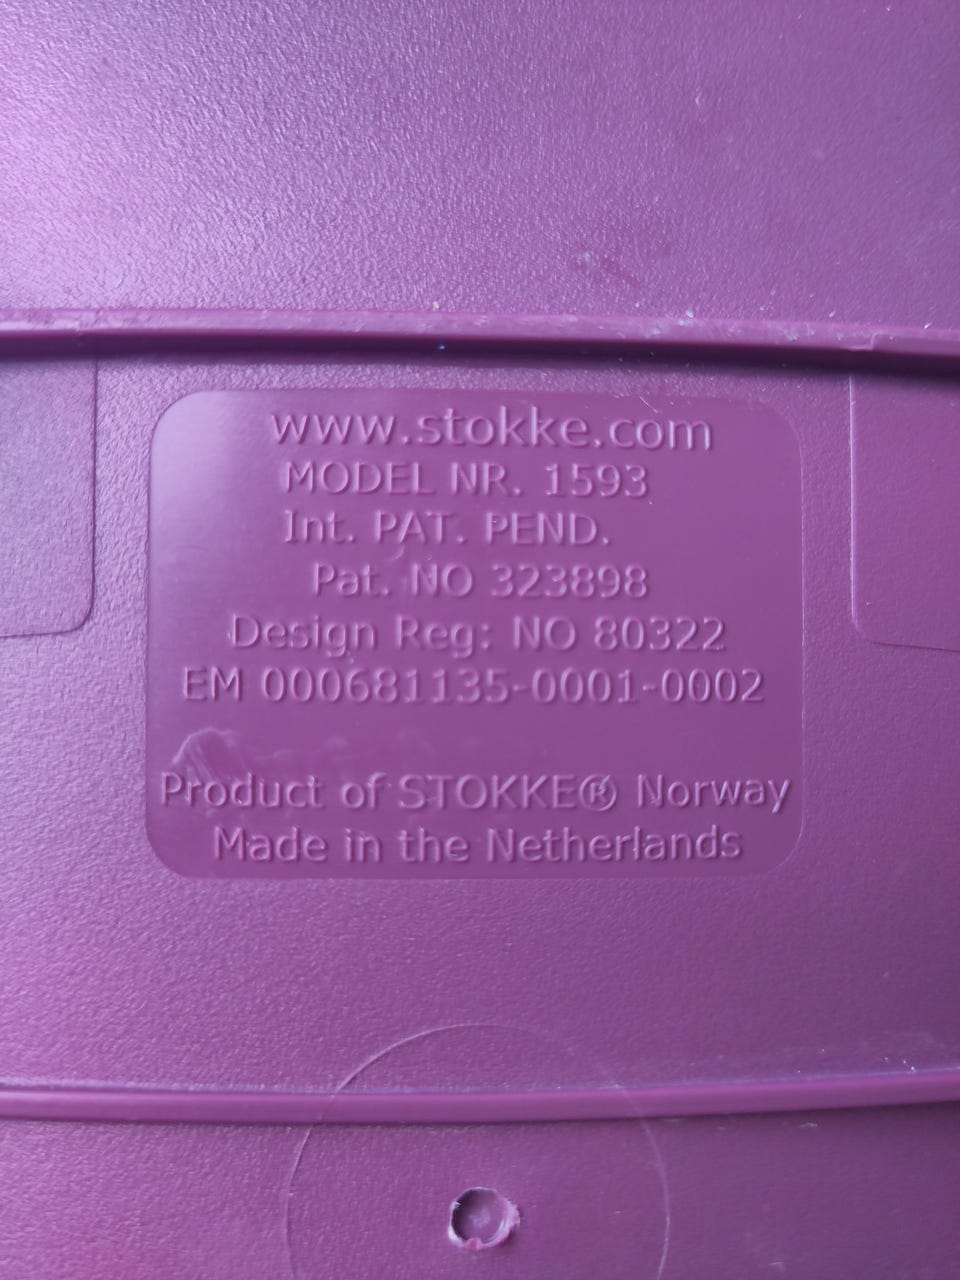 www.stokke.com
MODEL NR. 1593
Int. PAT. PEND.
Pat. NO 323898
Design Reg: NO 80322
EM 000681135-0001-0002
Product of STOKKE® Norway
Made in the Netherlands